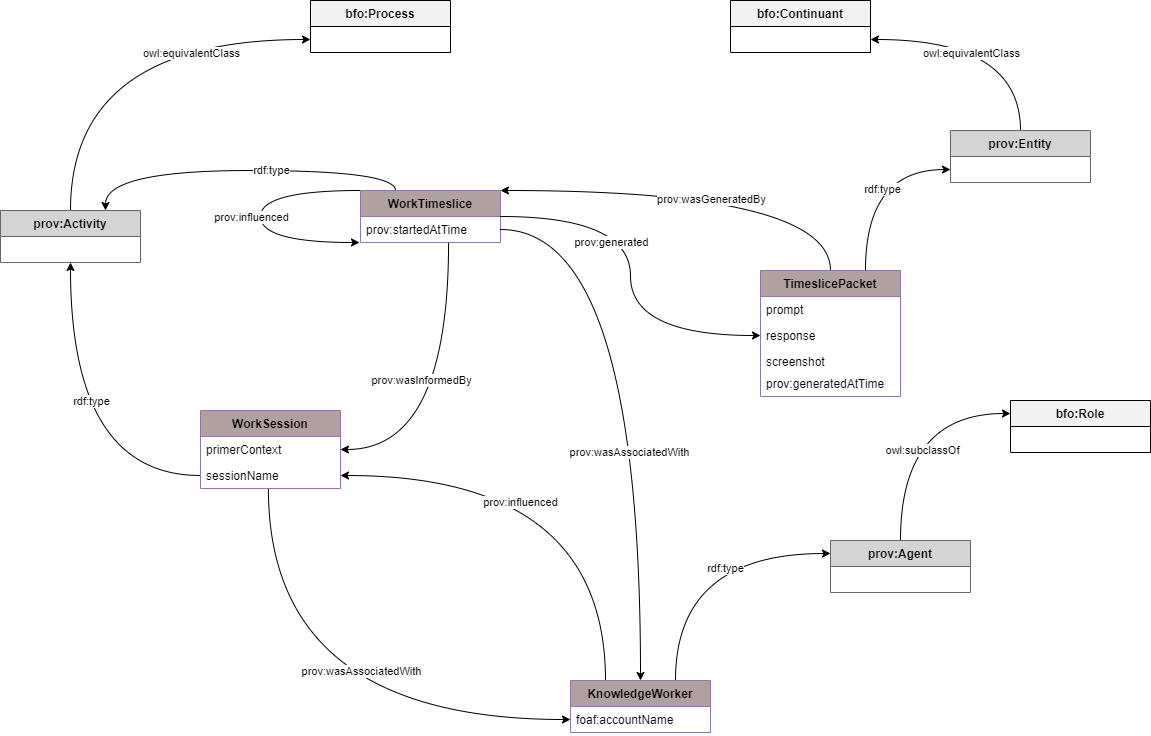 bfo:Process
bfo:Continuant
owl:equivalentClass
owl:equivalentClass
prov:Entity
rdf:type
rdf:type
prov:wasGeneratedBy
WorkTimeslice
prov:influenced
prov:Activity
prov:startedAtTime
prov:generated
TimeslicePacket
prompt
response
screenshot
prov:generatedAtTime
prov:wasInformedBy
rdf:type
bfo:Role
WorkSession
primerContext
sessionName
owl:subclassOf
prov:wasAssociatedWith
prov:influenced
prov:Agent
rdf:type
prov:wasAssociatedWith
KnowledgeWorker
foaf:accountName